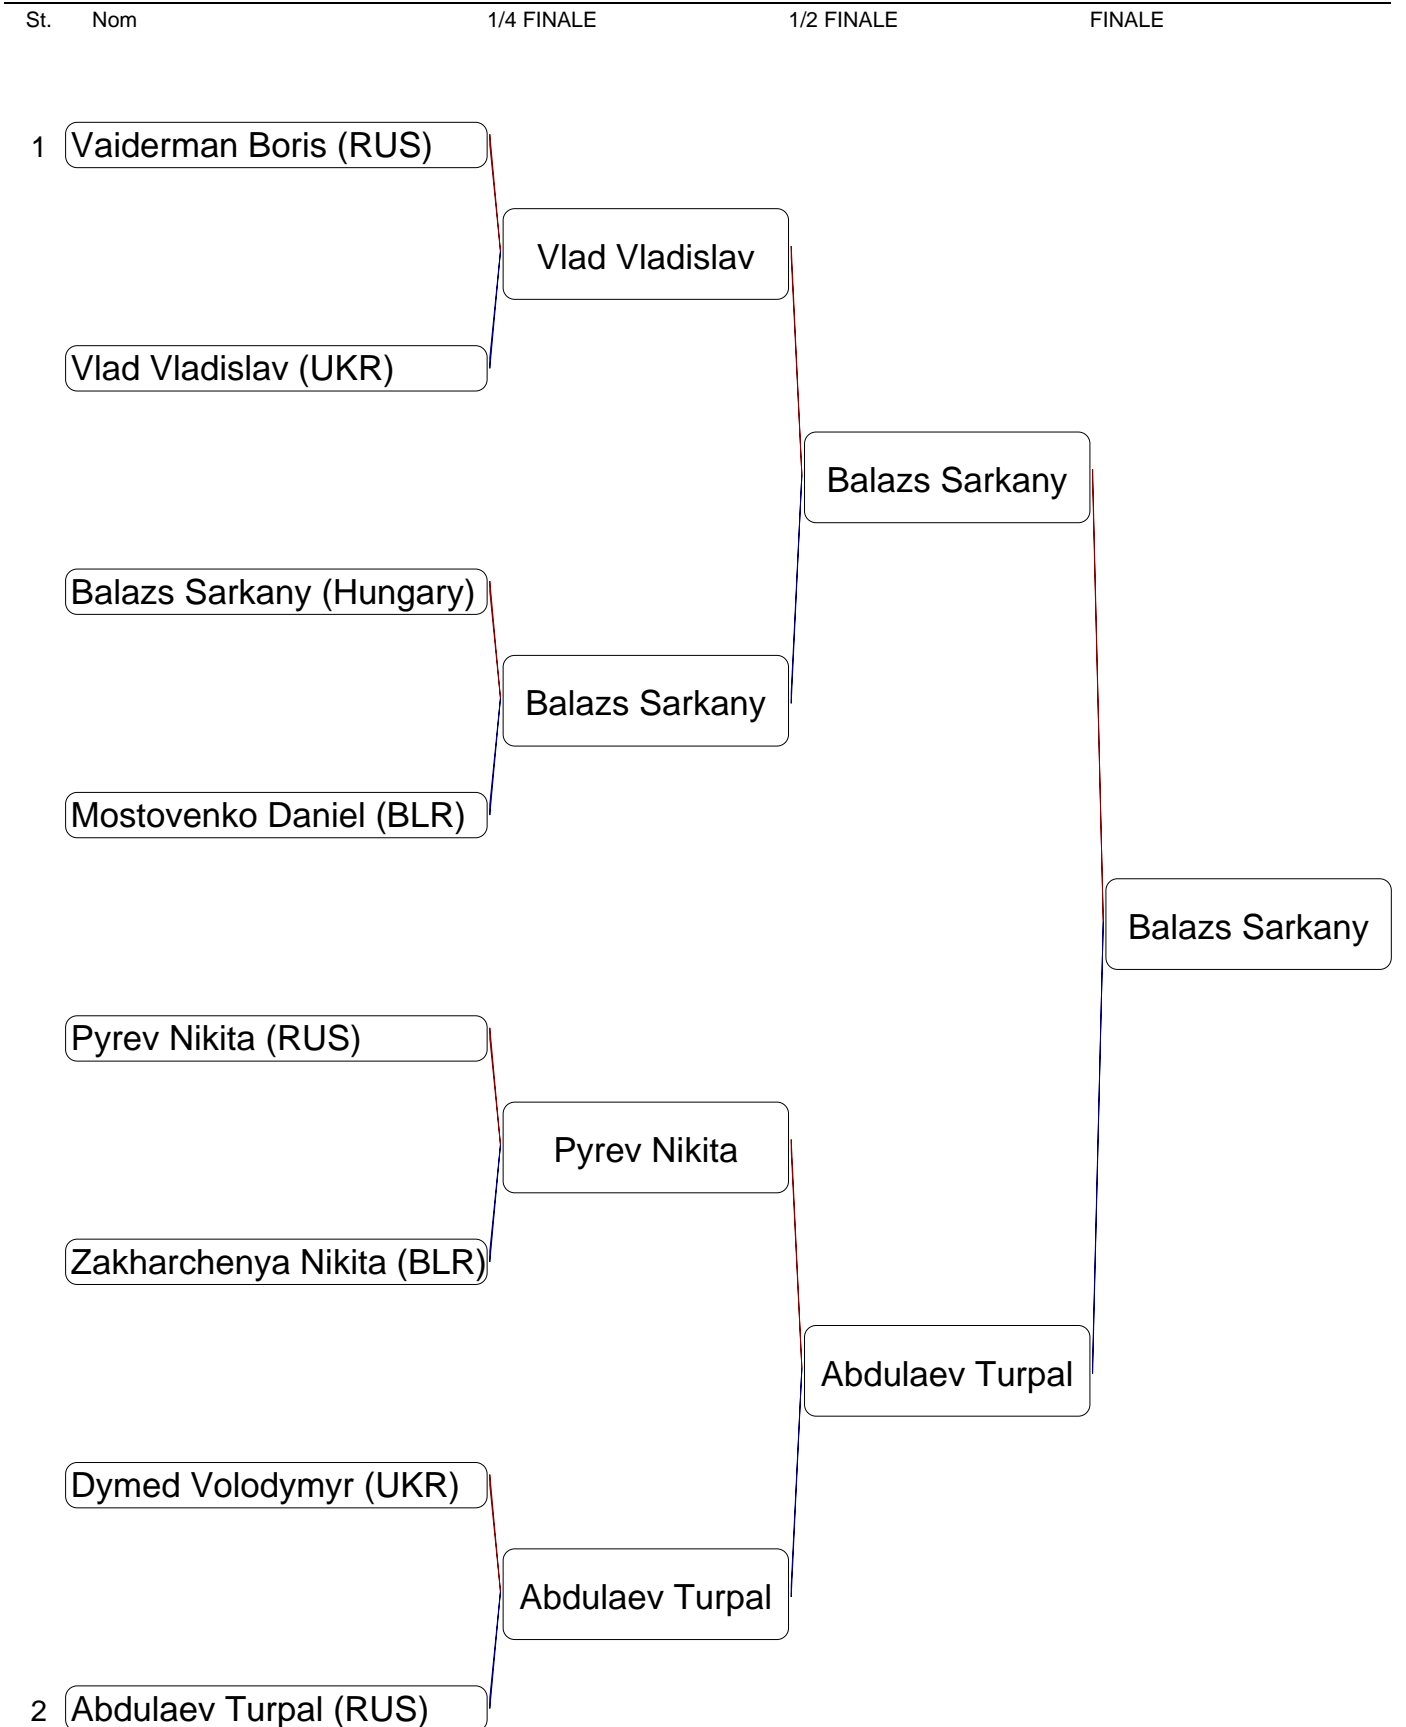 St. Nom 1/4 FINALE 1/2 FINALE FINALE
1 Vaiderman Boris (RUS)
Vlad Vladislav
Vlad Vladislav (UKR)
Balazs Sarkany
Balazs Sarkany (Hungary)
Balazs Sarkany
Mostovenko Daniel (BLR)
Balazs Sarkany
Pyrev Nikita (RUS)
Pyrev Nikita
Zakharchenya Nikita (BLR)
Abdulaev Turpal
Dymed Volodymyr (UKR)
Abdulaev Turpal
2 Abdulaev Turpal (RUS)